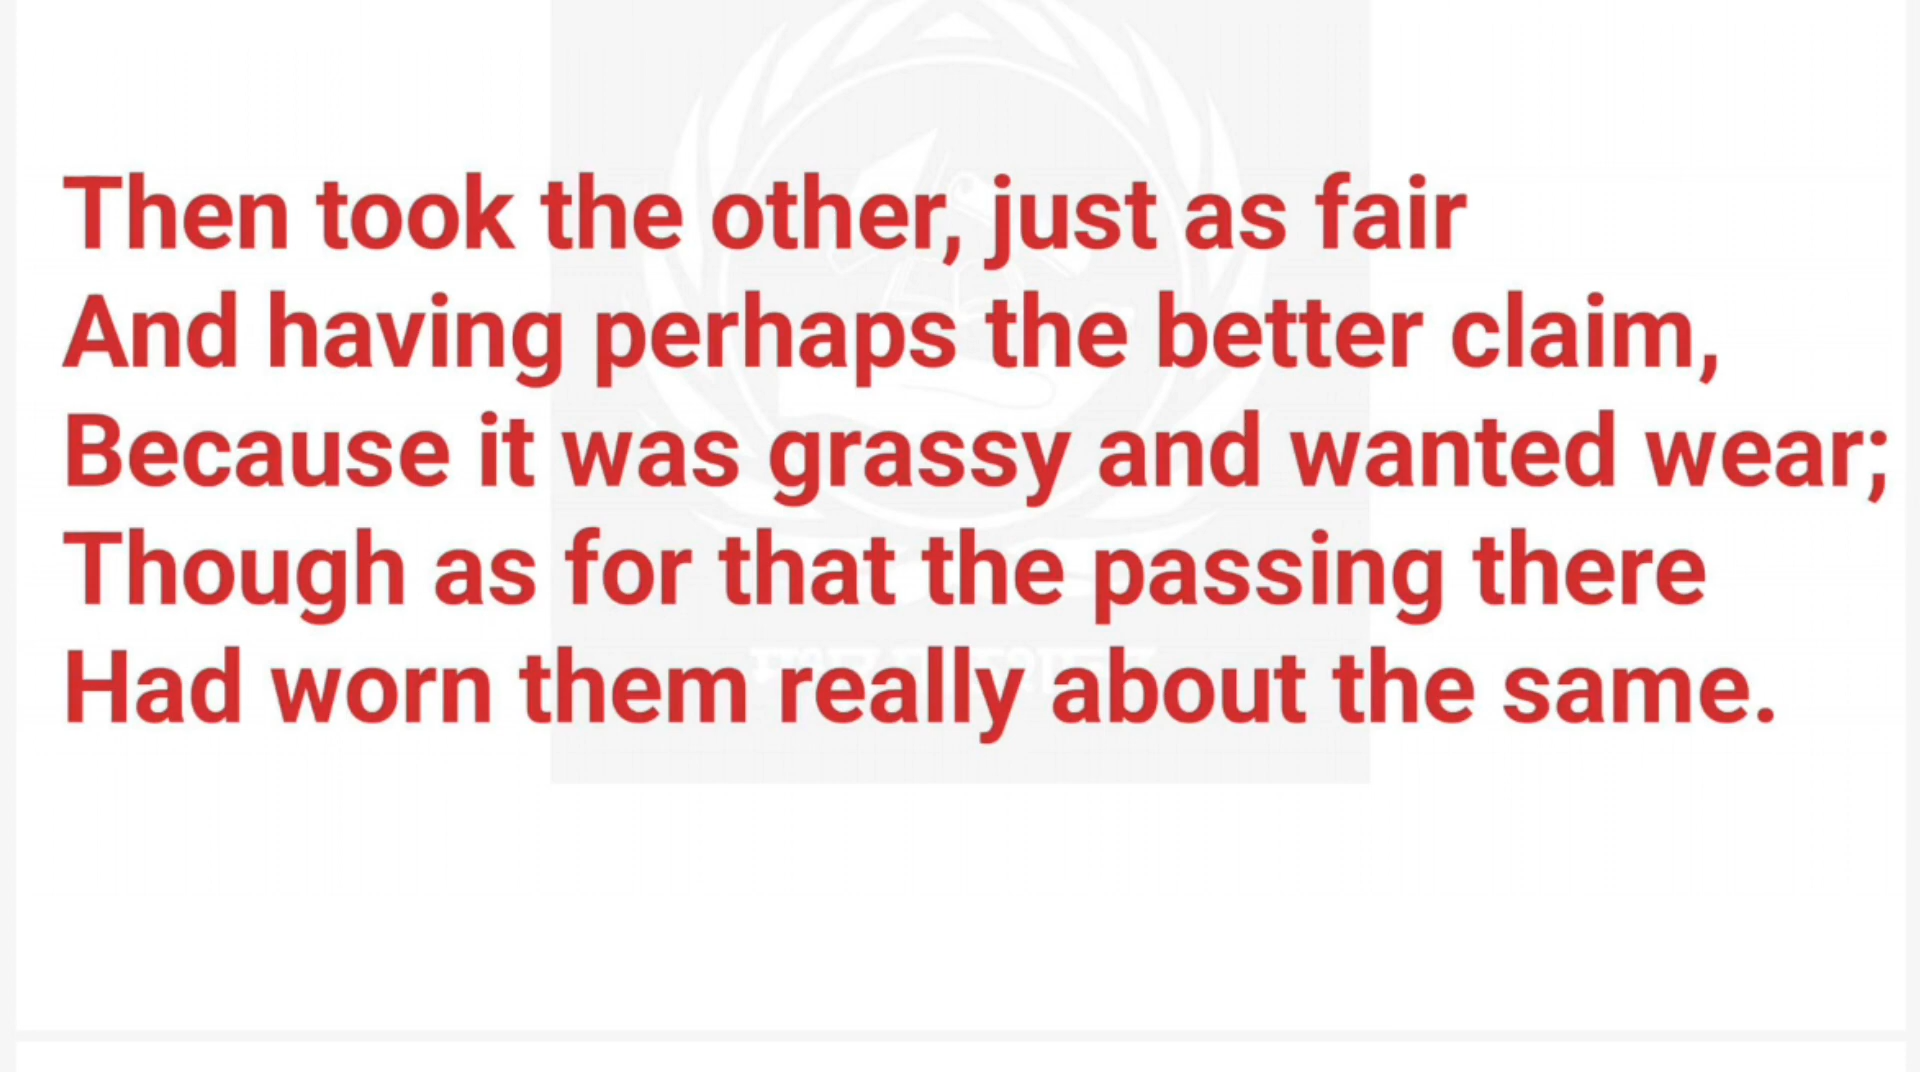 Then took the other, just as fair
And having perhaps the better claim,
Because it was grassy and wanted wear;
Though as for that the passing there
Had worn them really about the same.